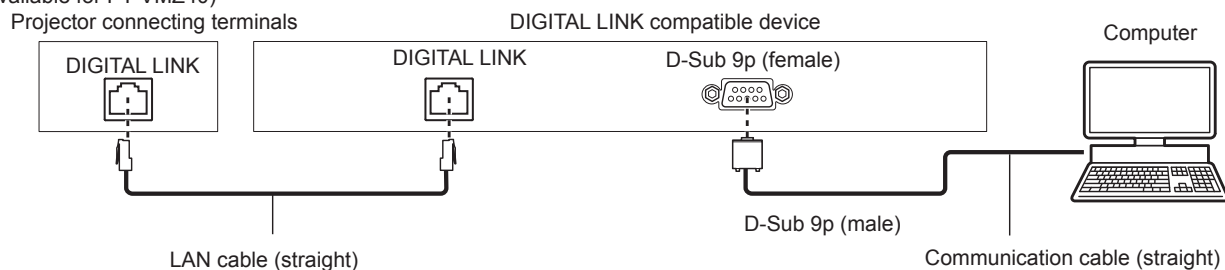 Projector connecting terminals
DIGITAL LINK compatible device
Computer
DIGITAL LINK
DIGITAL LINK
D-Sub 9p (female)
D-Sub 9p (male)
LAN cable (straight)
Communication cable (straight)